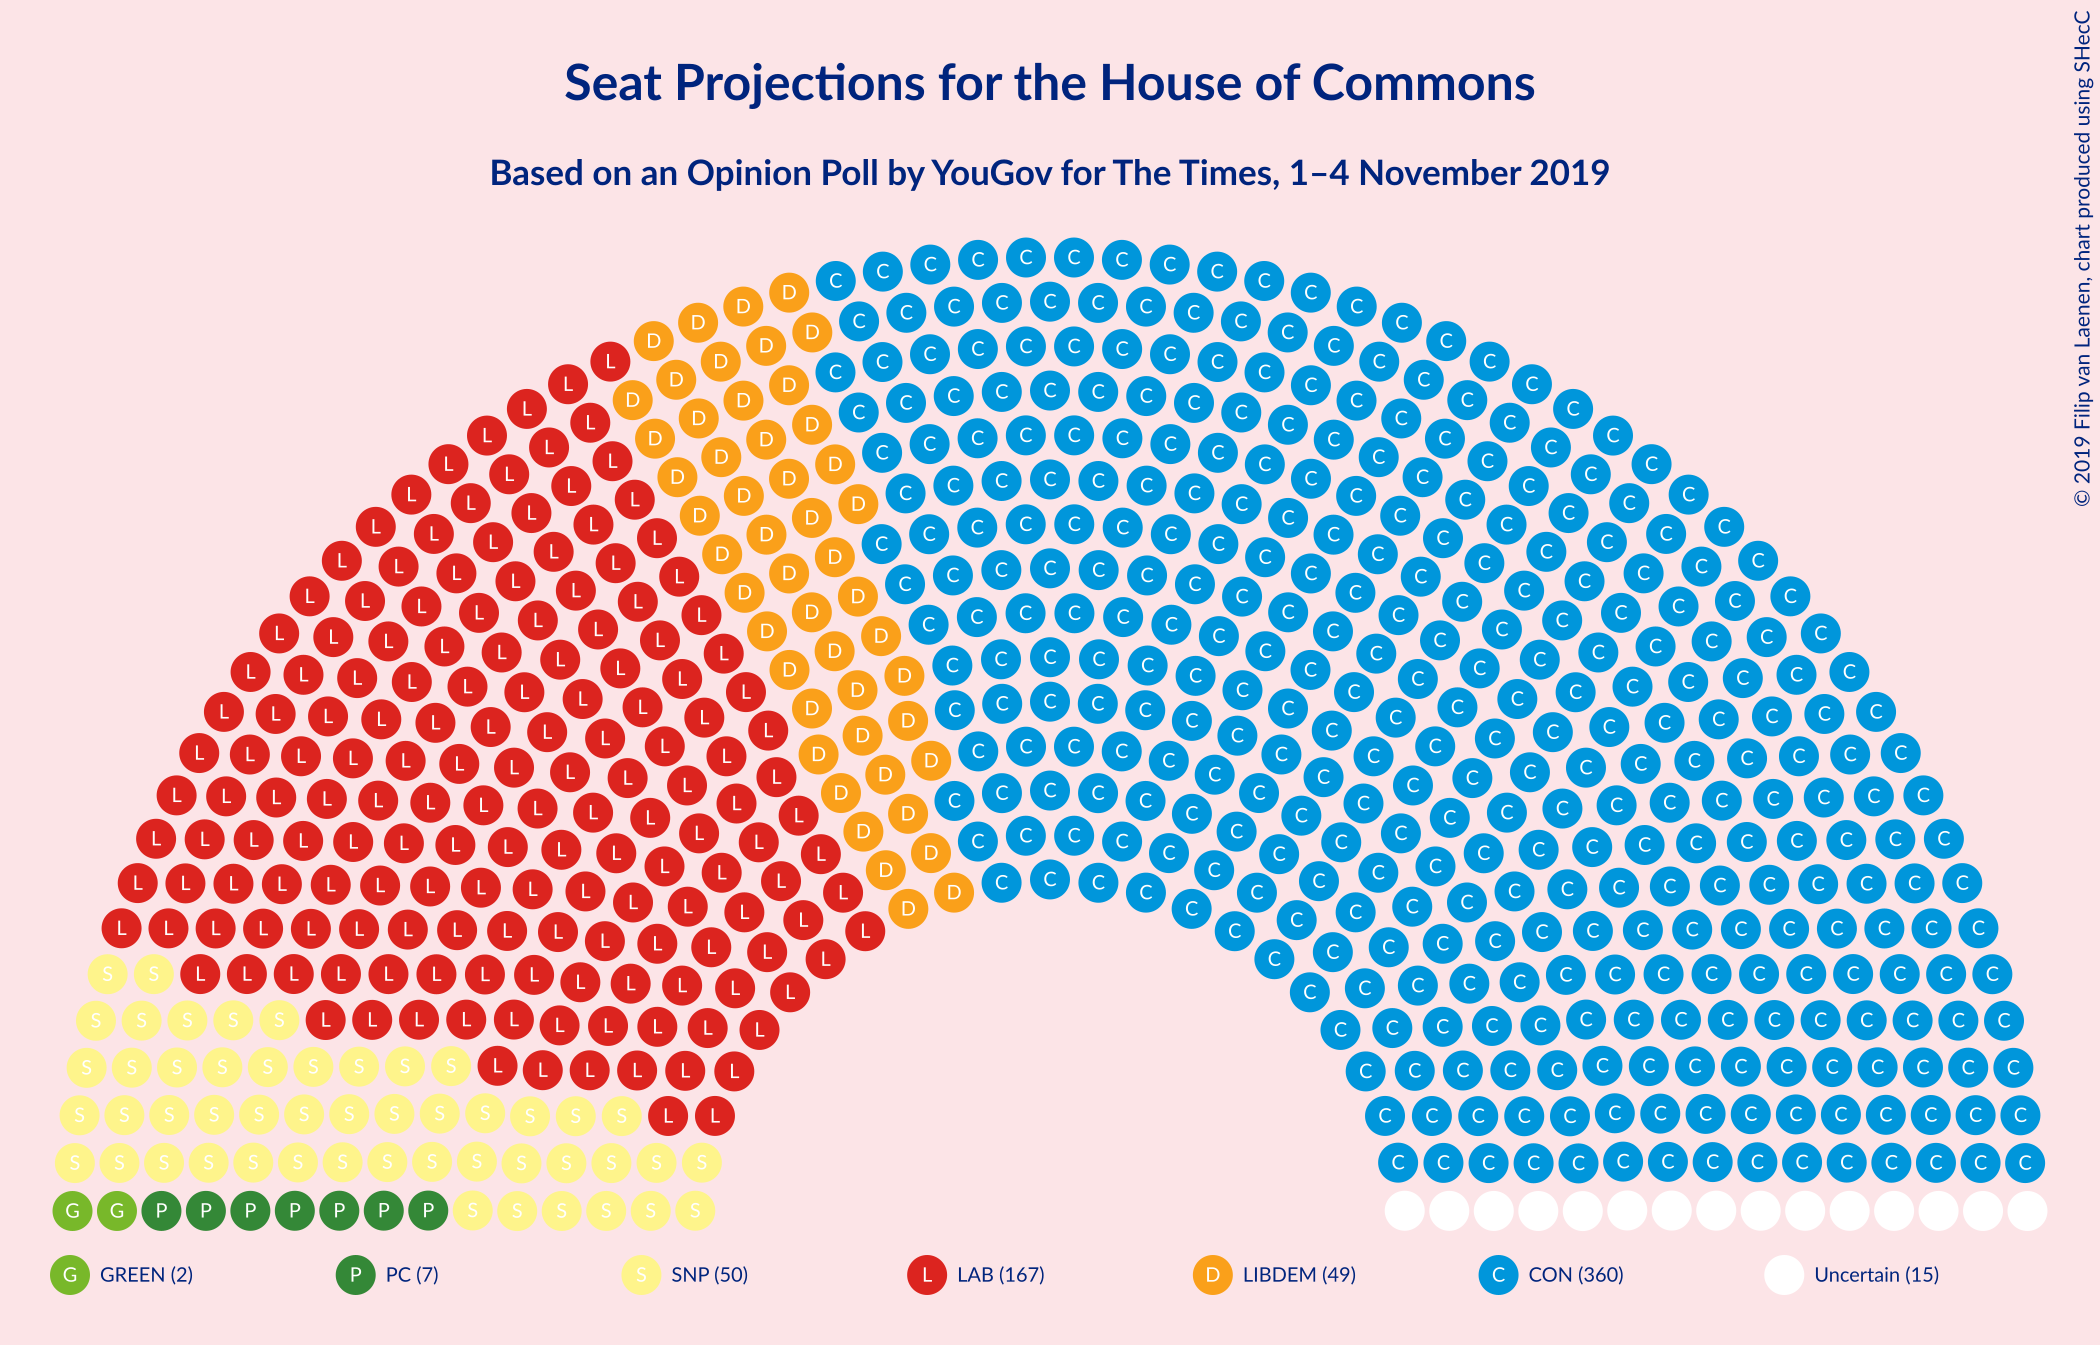 Seat Projections for the House of Commons
Based on an Opinion Poll by YouGov for The Times, 1–4 November 2019
© 2019 Filip van Laenen, chart produced using SHecC
G GREEN (2)
P PC (7)
S SNP (50)
L LAB (167)
D LIBDEM (49)
C CON (360)
Uncertain (15)